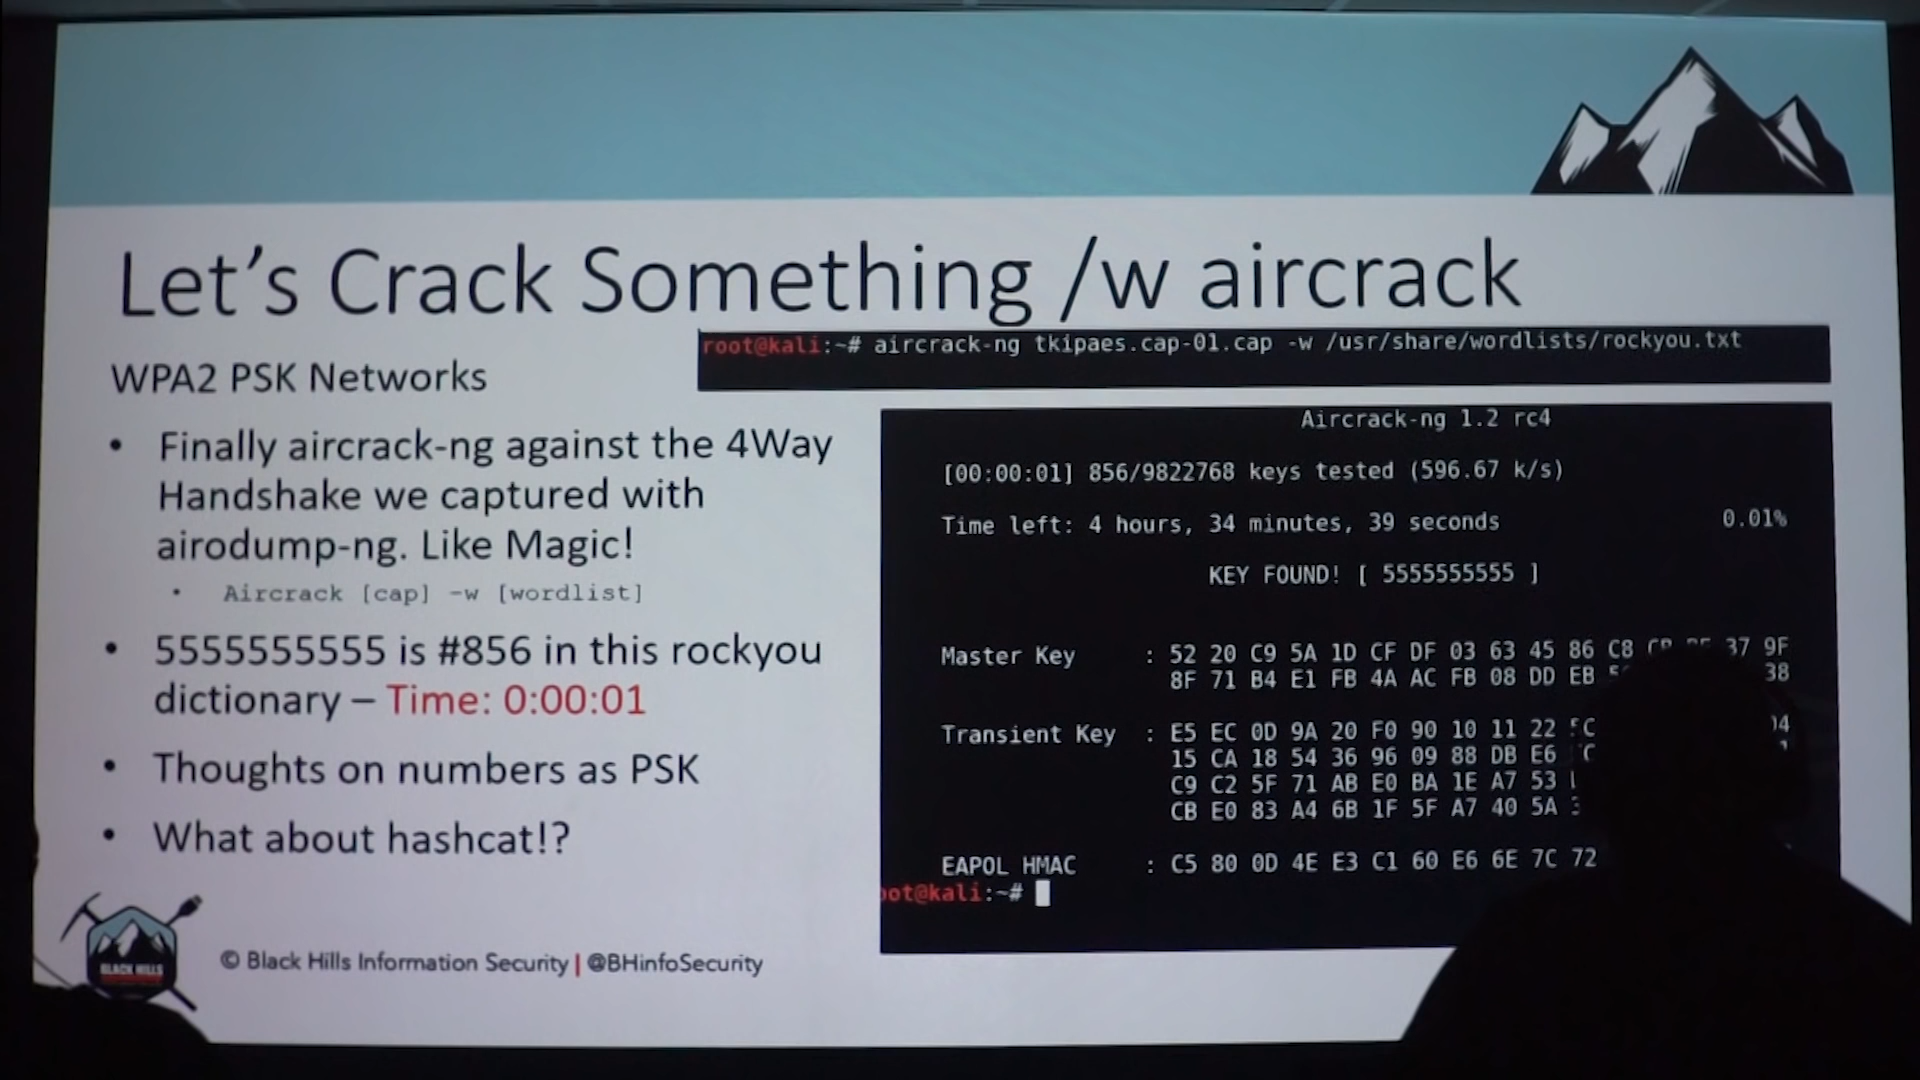 Let's Crack Something /w aircrack
root@kali:~# aircrack-ng tkipaes.cap-01.cap -w /usr/share/wordlists/rockyou.txt
WPA2 PSK Networks
• Finally aircrack-ng against the 4Way
Handshake we captured with
airodump-ng. Like Magic!
• Aircrack [cap] -w [wordlist]
• 5555555555 is #856 in this rockyou
dictionary – Time: 0:00:01
• Thoughts on numbers as PSK
• What about hashcat!?
Aircrack-ng 1.2 rc4
[00:00:01] 856/9822768 keys tested (596.67 k/s)
Time left: 4 hours, 34 minutes, 39 seconds 0.01%
KEY FOUND! [ 5555555555 ]
Master Key : 52 20 C9 5A 1D CF DF 03 63 45 86 C8 37 9F
8F 71 B4 E1 FB 4A AC FB 08 DD EB 38
Transient Key : E5 EC 0D 9A 20 F0 90 10 11 22
15 CA 18 54 36 96 09 88 DB E6
C9 C2 5F 71 AB E0 BA 1E A7 53
CB E0 83 A4 6B 1F 5F A7 40 5A
EAPOL HMAC : C5 80 0D 4E E3 C1 60 E6 6E 7C 72
oot@kali:~#
BLACK HILLS
© Black Hills Information Security | @BHinfoSecurity